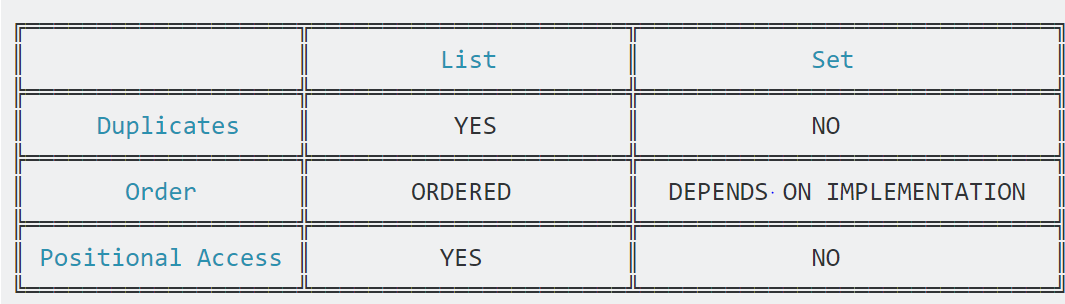 List Set
Duplicates YES NO
Order ORDERED DEPENDS ON IMPLEMENTATION
Positional Access YES NO